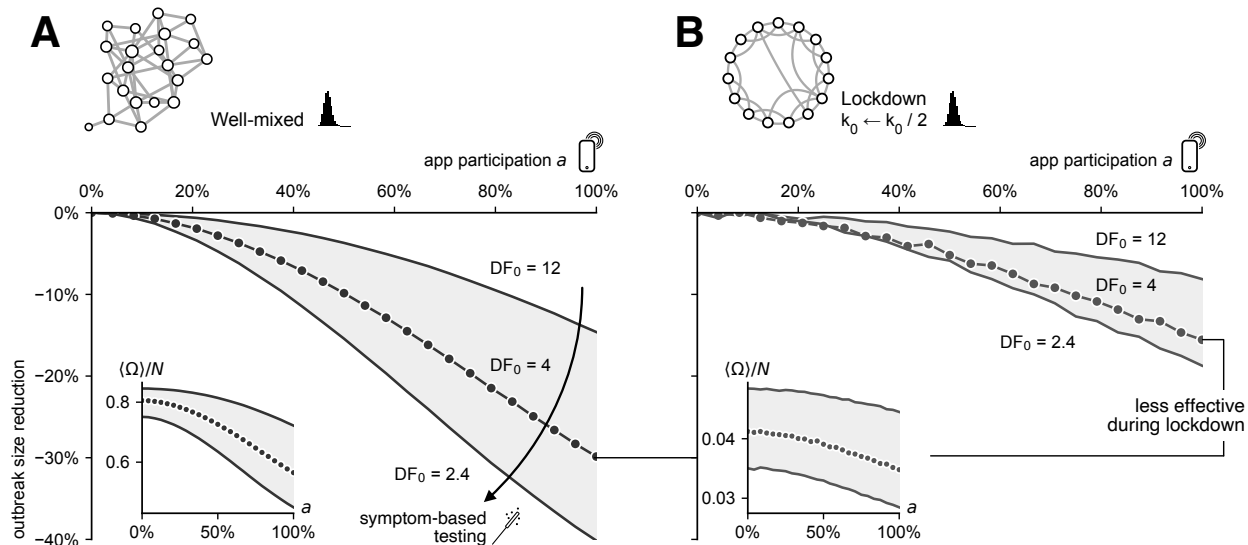 A
Well-mixed
app participation a
0% 20% 40% 60% 80% 100%
0%
−10%
−20%
−30%
−40%
outbreak size reduction
DF0 = 12
DF0 = 4
DF0 = 2.4
symptom-based
testing
⟨Ω⟩/N
0.8
0.6
0% 50% 100%
a
B
Lockdown
k0 ← k0 / 2
app participation a
0% 20% 40% 60% 80% 100%
DF0 = 12
DF0 = 4
DF0 = 2.4
less effective
during lockdown
⟨Ω⟩/N
0.04
0.03
0% 50% 100%
a